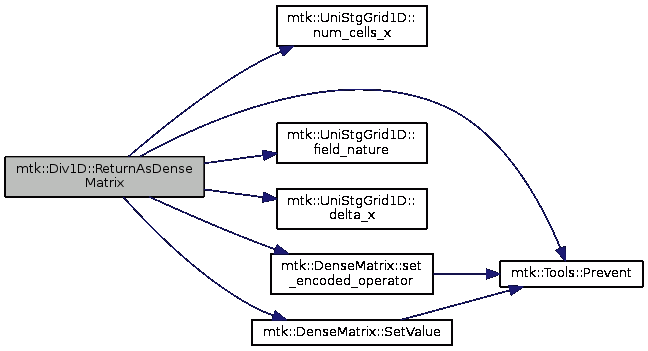 mtk::UniStgGrid1D::
num_cells_x
mtk::Div1D::ReturnAsDense
Matrix
mtk::UniStgGrid1D::
field_nature
mtk::UniStgGrid1D::
delta_x
mtk::DenseMatrix::set
_encoded_operator
mtk::Tools::Prevent
mtk::DenseMatrix::SetValue